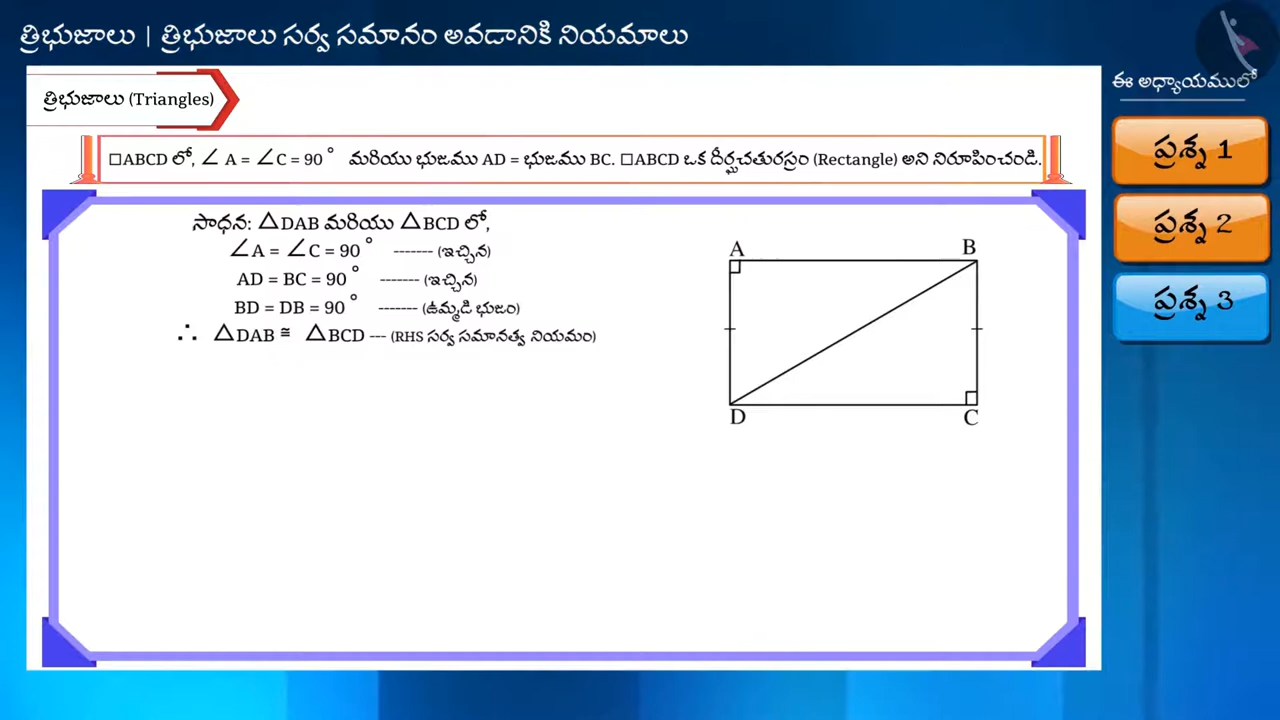 త్రిభుజాలు | త్రిభుజాలు సర్వ సమానం అవడానికి నియమాలు
ఈ అధ్యాయములో
త్రిభుజాలు (Triangles)
ప్రశ్న 1
□ABCD లో, ∠ A = ∠C = 90° మరియు భుజము AD = భుజము BC. □ABCD ఒక దీర్ఘచతురస్రం (Rectangle) అని నిరూపించండి.
ప్రశ్న 2
ప్రశ్న 3
సాధన: △DAB మరియు △BCD లో,
∠A = ∠C = 90° ------- (ఇచ్చిన)
AD = BC = 90° ------- (ఇచ్చిన)
BD = DB = 90° ------- (ఉమ్మడి భుజం)
∴ △DAB ≅ △BCD --- (RHS సర్వ సమానత్వ నియమం)
A B
D C